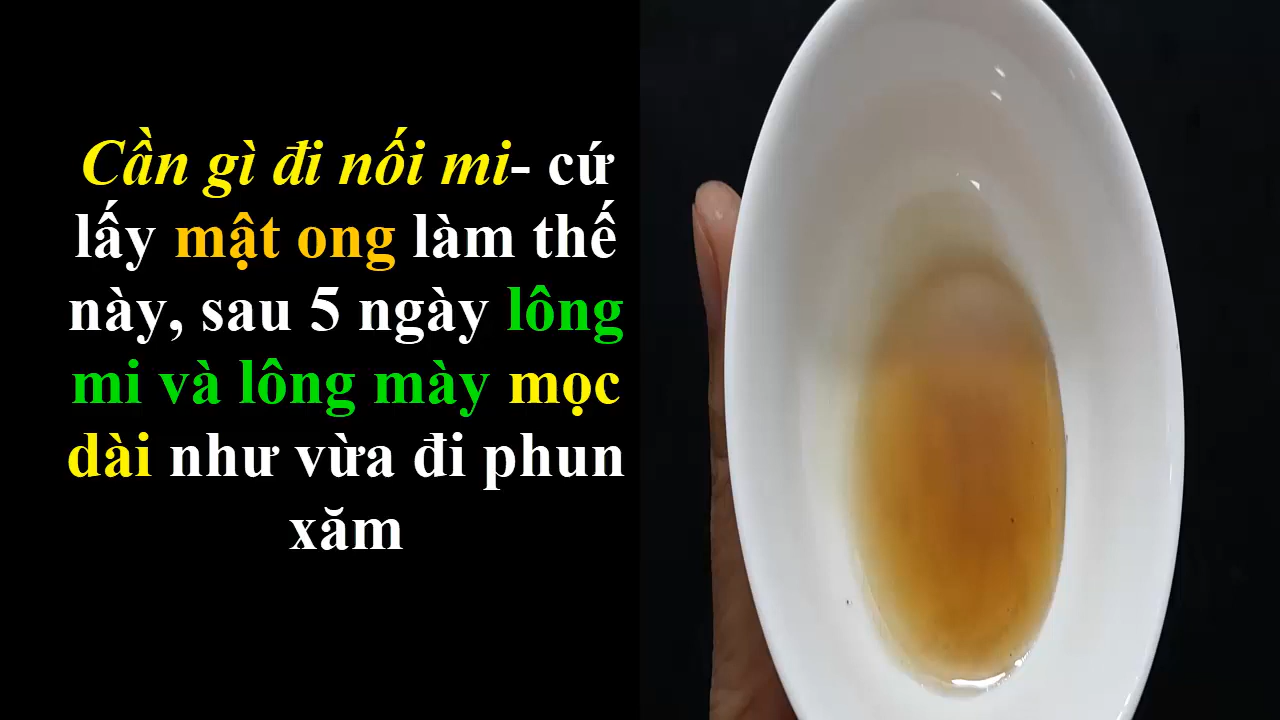 Cần gì đi nối mi- cứ
lấy mật ong làm thế
này, sau 5 ngày lông
mi và lông mày mọc
dài như vừa đi phun
xăm